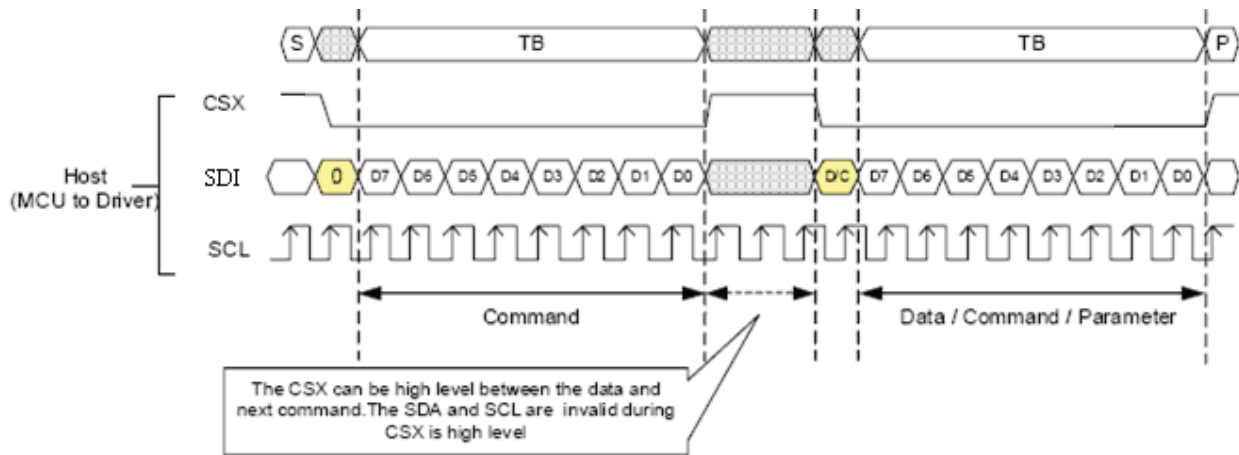 S TB TB P
CSX
Host
(MCU to Driver)
SDI 0 D7 D6 D5 D4 D3 D2 D1 D0 D/C D7 D6 D5 D4 D3 D2 D1 D0
SCL
Command Data / Command / Parameter
The CSX can be high level between the data and
next command.The SDA and SCL are invalid during
CSX is high level